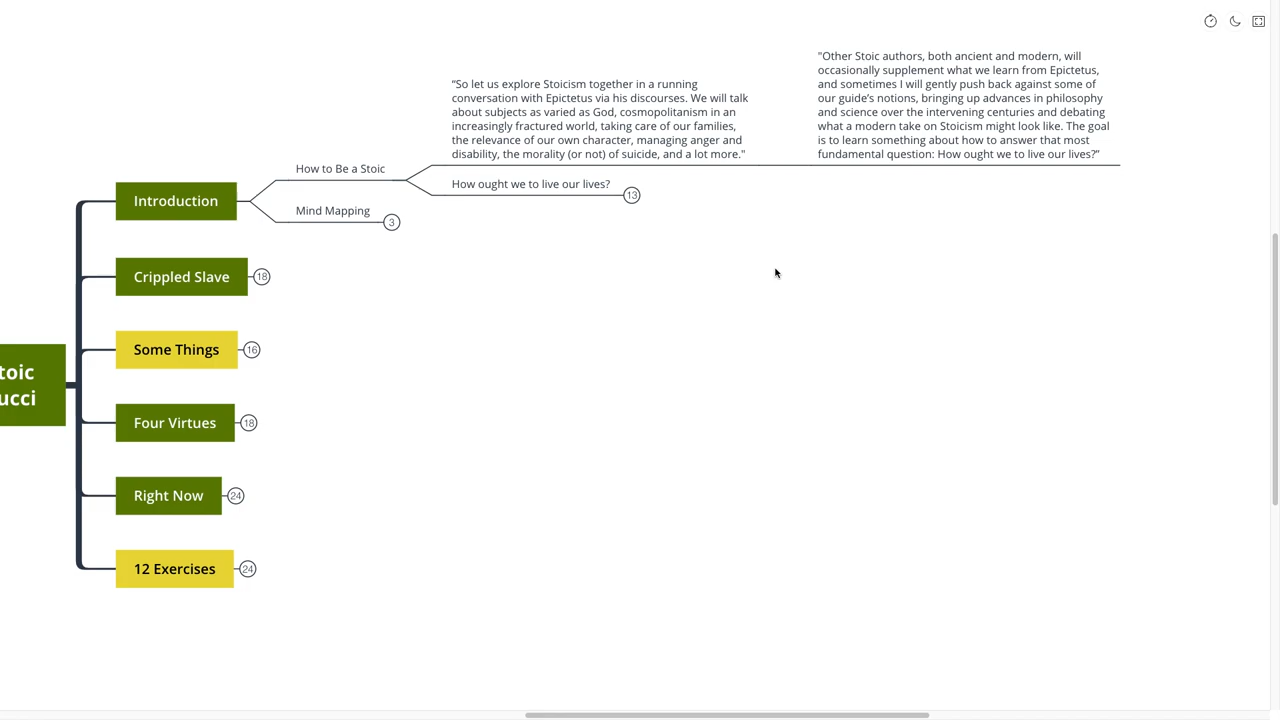 "Other Stoic authors, both ancient and modern, will
occasionally supplement what we learn from Epictetus,
and sometimes I will gently push back against some of
our guide's notions, bringing up advances in philosophy
and science over the intervening centuries and debating
what a modern take on Stoicism might look like. The goal
is to learn something about how to answer that most
fundamental question: How ought we to live our lives?”
“So let us explore Stoicism together in a running
conversation with Epictetus via his discourses. We will talk
about subjects as varied as God, cosmopolitanism in an
increasingly fractured world, taking care of our families,
the relevance of our own character, managing anger and
disability, the morality (or not) of suicide, and a lot more."
How to Be a Stoic
How ought we to live our lives?
13
Introduction
Mind Mapping
3
Crippled Slave
18
Some Things
16
toic
ucci
Four Virtues
18
Right Now
24
12 Exercises
24